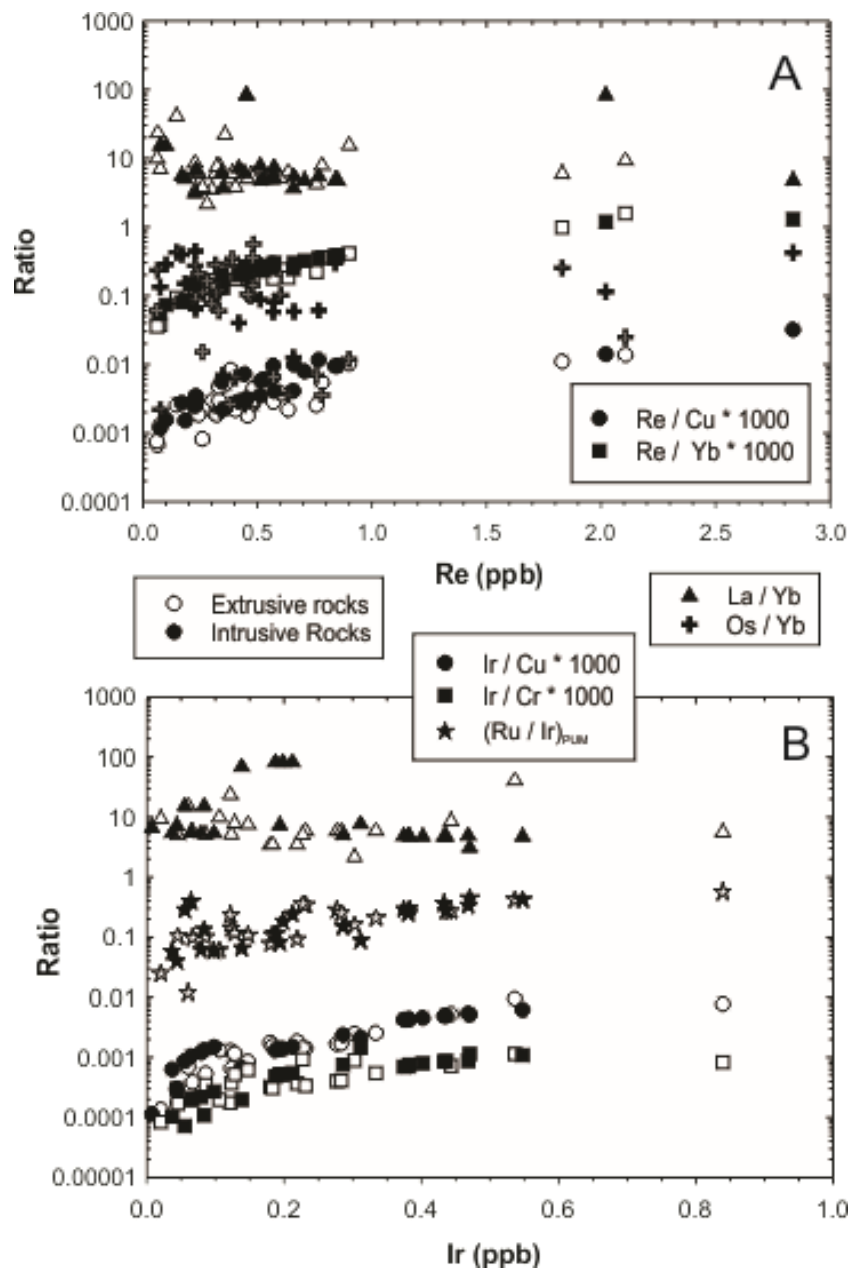 1000
A
100
10
1
Ratio
0.1
0.01
Re / Cu * 1000
0.001
Re / Yb * 1000
0.0001
0.0 0.5 1.0 1.5 2.0 2.5 3.0
Re (ppb)
Extrusive rocks
Intrusive Rocks
La / Yb
Os / Yb
Ir / Cu * 1000
Ir / Cr * 1000
(Ru / Ir)PUM
1000
B
100
10
1
Ratio
0.1
0.01
0.001
0.0001
0.00001
0.0 0.2 0.4 0.6 0.8 1.0
Ir (ppb)